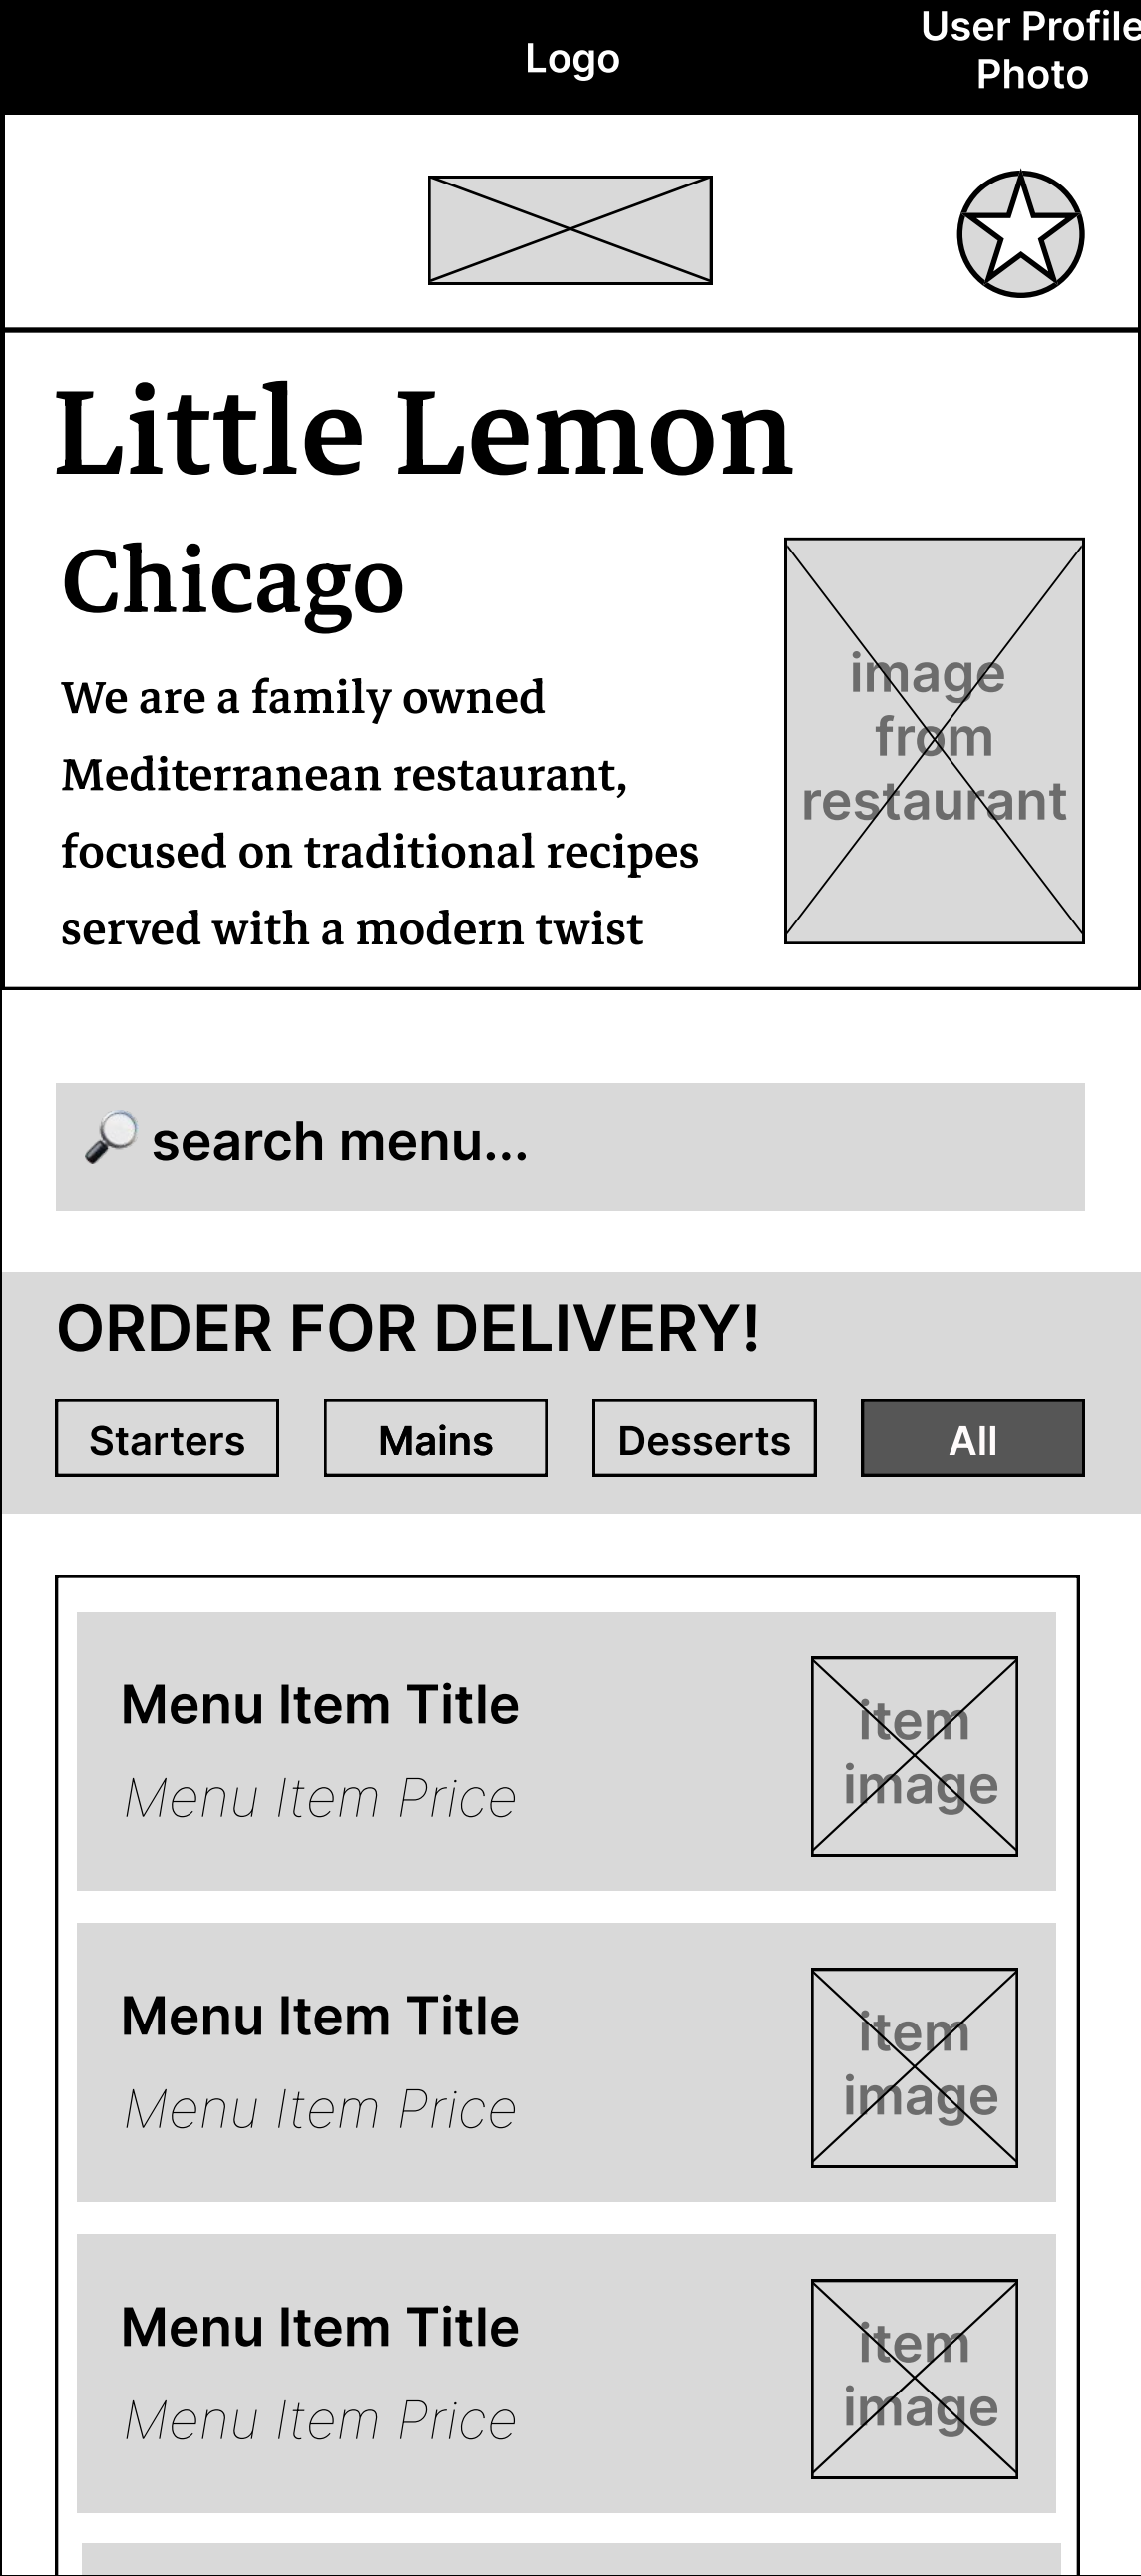 Logo
User Profile
Photo
Little Lemon
Chicago
We are a family owned
Mediterranean restaurant,
focused on traditional recipes
served with a modern twist
image
from
restaurant
search menu...
ORDER FOR DELIVERY!
Starters
Mains
Desserts
All
Menu Item Title
Menu Item Price
item
image
Menu Item Title
Menu Item Price
item
image
Menu Item Title
Menu Item Price
item
image